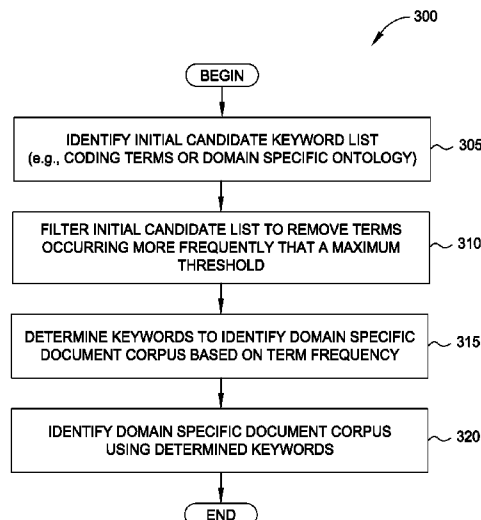 300
BEGIN
IDENTIFY INITIAL CANDIDATE KEYWORD LIST
(e.g., CODING TERMS OR DOMAIN SPECIFIC ONTOLOGY)
305
FILTER INITIAL CANDIDATE LIST TO REMOVE TERMS
OCCURRING MORE FREQUENTLY THAT A MAXIMUM
THRESHOLD
310
DETERMINE KEYWORDS TO IDENTIFY DOMAIN SPECIFIC
DOCUMENT CORPUS BASED ON TERM FREQUENCY
315
IDENTIFY DOMAIN SPECIFIC DOCUMENT CORPUS
USING DETERMINED KEYWORDS
320
END